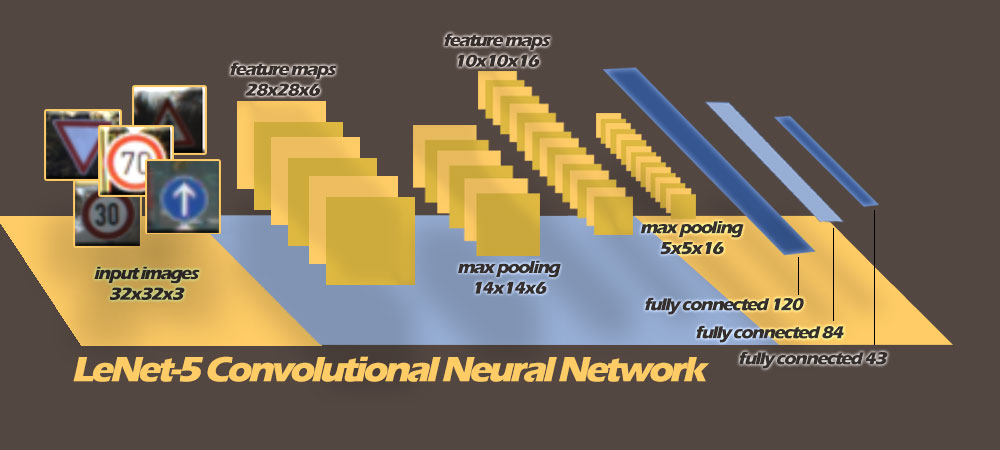 feature maps
10x10x16
feature maps
28x28x6
70
30
input images
32x32x3
max pooling
14x14x6
max pooling
5x5x16
fully connected 120
fully connected 84
fully connected 43
LeNet-5 Convolutional Neural Network